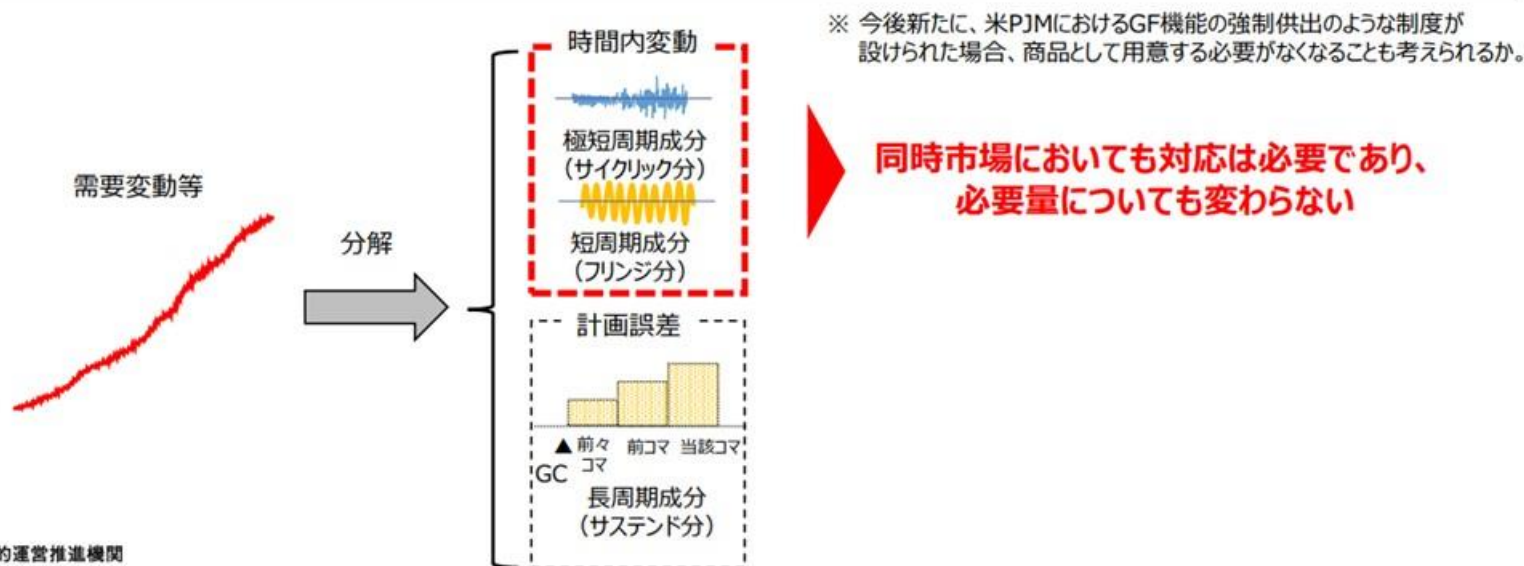 ※ 今後新たに、米PJMにおけるGF機能の強制供出のような制度が
設けられた場合、商品として用意する必要がなくなることも考えられるか。
需要変動等
分解
時間内変動
極短周期成分
（サイクリック分）
短周期成分
（フリンジ分）
計画誤差
▲ 前々
コマ
前コマ
当該コマ
GC
長周期成分
（サステンド分）
同時市場においても対応は必要であり、
必要量についても変わらない
的運営推進機関